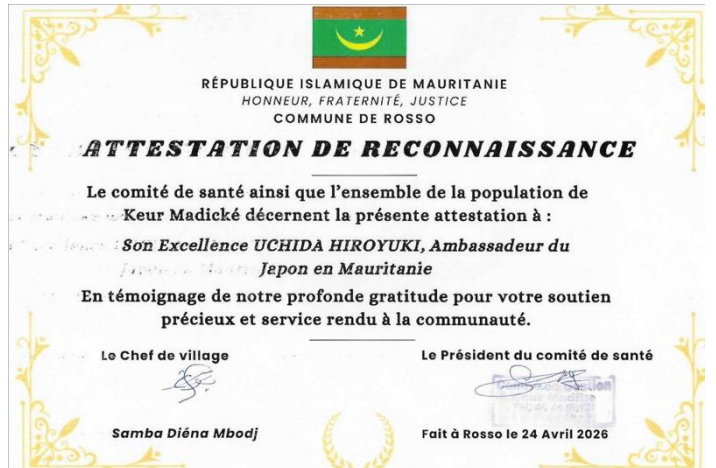 RÉPUBLIQUE ISLAMIQUE DE MAURITANIE
HONNEUR, FRATERNITÉ, JUSTICE
COMMUNE DE ROSSO
ATTESTATION DE RECONNAISSANCE
Le comité de santé ainsi que l'ensemble de la population de
Keur Madické décernent la présente attestation à :
Son Excellence UCHIDA HIROYUKI, Ambassadeur du
Japon en Mauritanie
En témoignage de notre profonde gratitude pour votre soutien
précieux et service rendu à la communauté.
Le Chef de village
Le Président du comité de santé
Samba Diéna Mbodj
Fait à Rosso le 24 Avril 2026